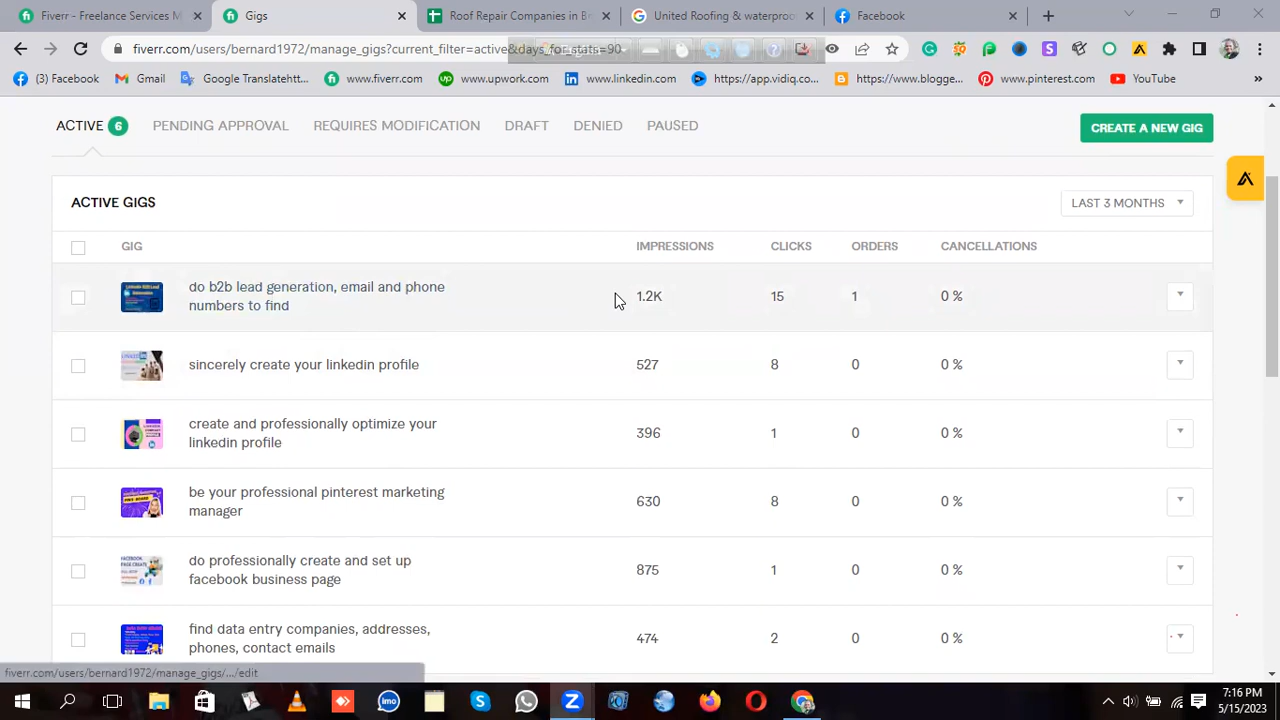 Fiverr - Freelance Services M
Gigs
Roof Repair Companies in B
United Roofing & waterproo
Facebook
fiverr.com/users/bernard1972/manage_gigs?current_filter=active&days_for_stats=90
(3) Facebook
Gmail
Google Translatehtt...
www.fiverr.com
www.upwork.com
www.linkedin.com
https://app.vidiq.co...
https://www.blogge...
www.pinterest.com
YouTube
ACTIVE 6
PENDING APPROVAL
REQUIRES MODIFICATION
DRAFT
DENIED
PAUSED
CREATE A NEW GIG
ACTIVE GIGS
LAST 3 MONTHS
GIG IMPRESSIONS CLICKS ORDERS CANCELLATIONS
do b2b lead generation, email and phone
numbers to find
1.2K 15 1 0 %
sincerely create your linkedin profile
527 8 0 0 %
create and professionally optimize your
linkedin profile
396 1 0 0 %
be your professional pinterest marketing
manager
630 8 0 0 %
do professionally create and set up
facebook business page
875 1 0 0 %
find data entry companies, addresses,
phones, contact emails
474 2 0 0 %
fiverr.com/users/bernard1972/manage_gigs/.../edit
7:16 PM
5/15/2023